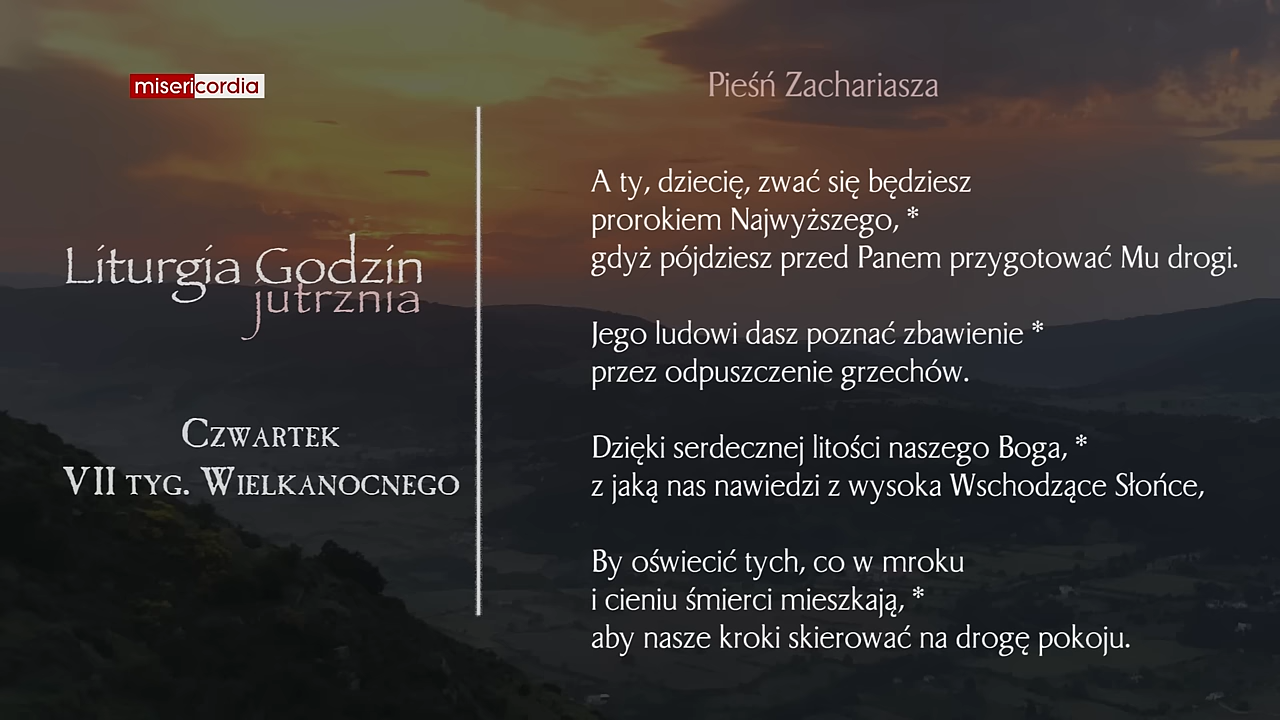 misericordia
Liturgia Godzin
jutrznia
Czwartek
VII tyg. Wielkanocnego
Pieśń Zachariasza
A ty, dziecię, zwać się będziesz
prorokiem Najwyższego, *
gdyż pójdziesz przed Panem przygotować Mu drogi.
Jego ludowi dasz poznać zbawienie *
przez odpuszczenie grzechów.
Dzięki serdecznej litości naszego Boga, *
z jaką nas nawiedzi z wysoka Wschodzące Słońce,
By oświecić tych, co w mroku
i cieniu śmierci mieszkają, *
aby nasze kroki skierować na drogę pokoju.